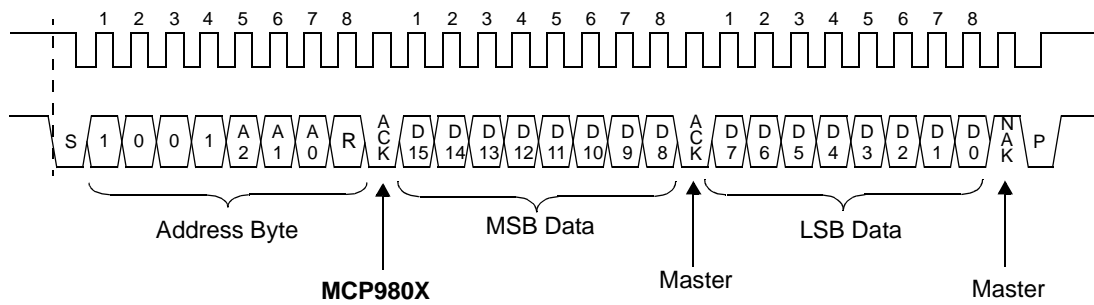 1 2 3 4 5 6 7 8 1 2 3 4 5 6 7 8 1 2 3 4 5 6 7 8
S 1 0 0 1 A2 A1 A0 R ACK D15 D14 D13 D12 D11 D10 D9 D8 ACK D7 D6 D5 D4 D3 D2 D1 D0 NAK P
Address Byte MSB Data LSB Data
MCP980X Master Master